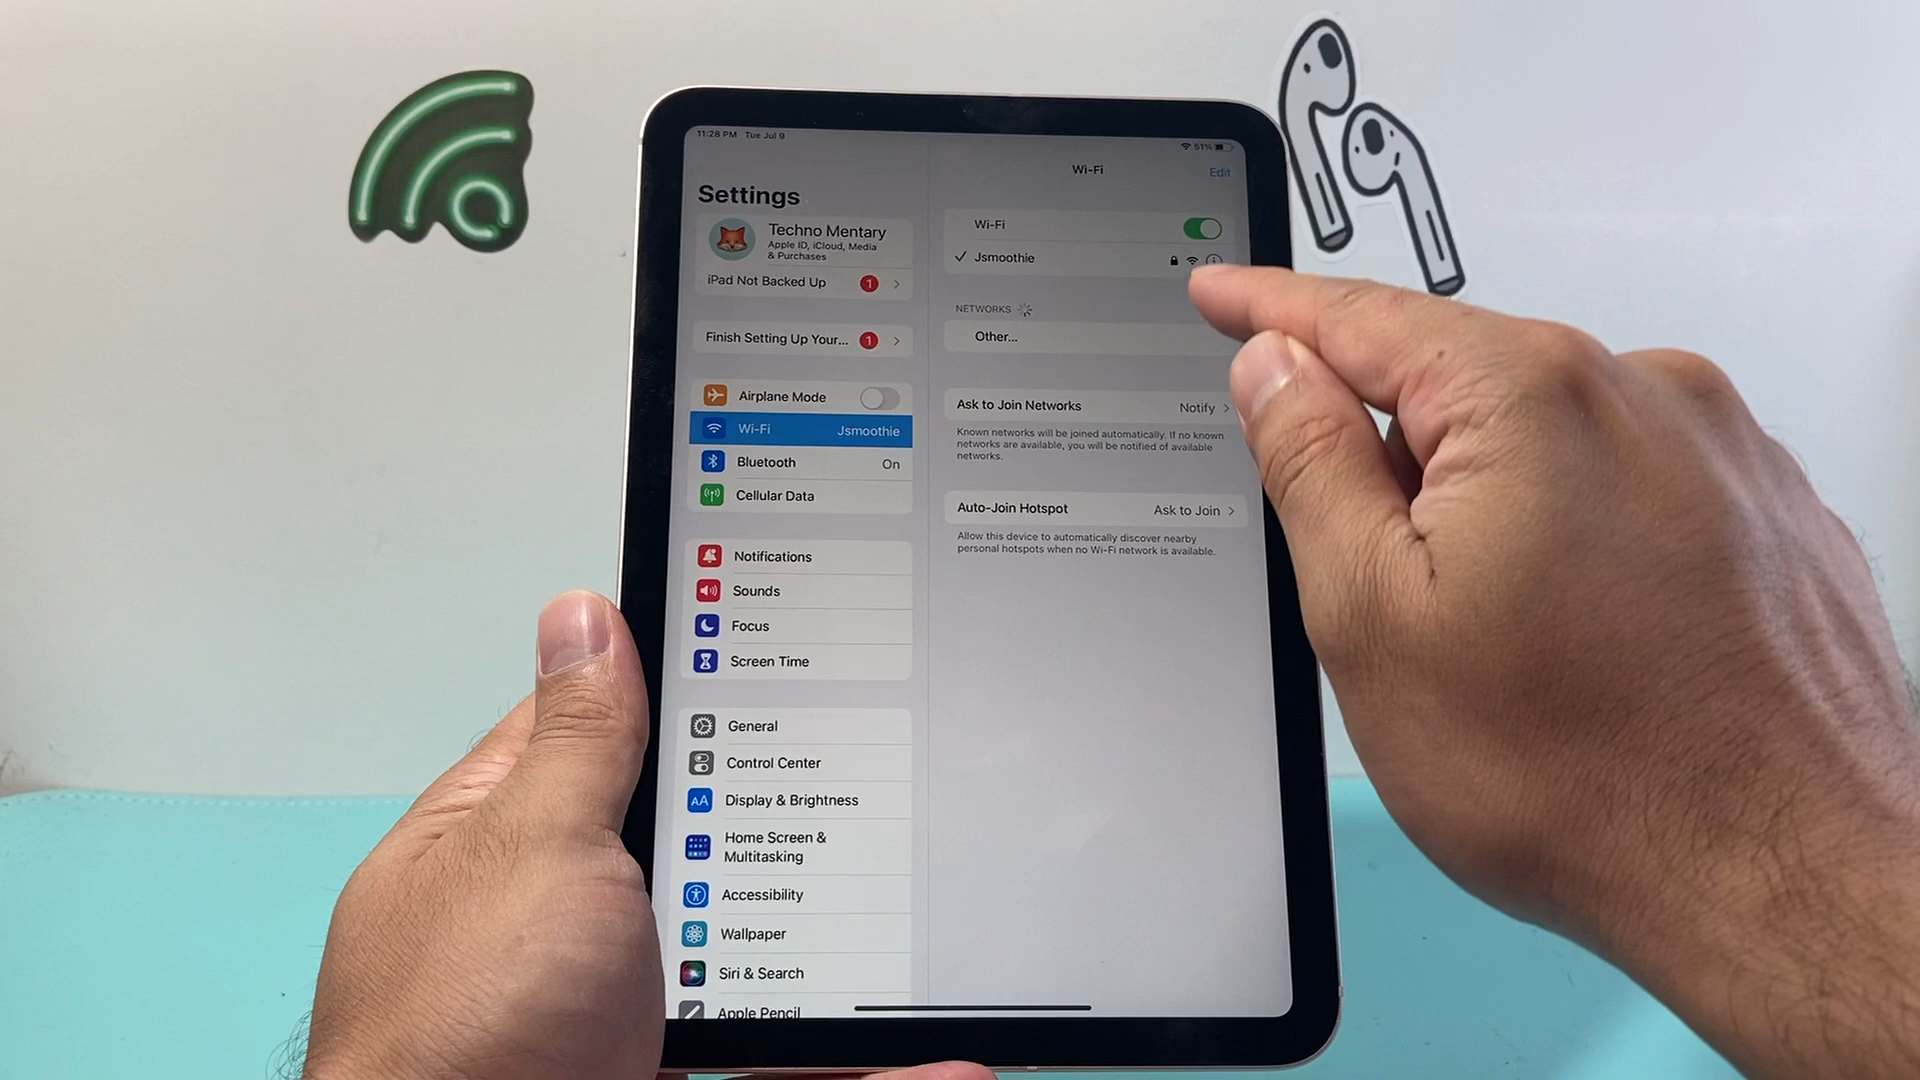 11:28 PM Tue Jul 9
51%
Settings
Techno Mentary
Apple ID, iCloud, Media
& Purchases
iPad Not Backed Up 1
Finish Setting Up Your... 1
Airplane Mode
Wi-Fi Jsmoothie
Bluetooth On
Cellular Data
Notifications
Sounds
Focus
Screen Time
General
Control Center
AA Display & Brightness
Home Screen &
Multitasking
Accessibility
Wallpaper
Siri & Search
Apple Pencil
Wi-Fi Edit
Wi-Fi
Jsmoothie
NETWORKS
Other...
Ask to Join Networks Notify
Known networks will be joined automatically. If no known
networks are available, you will be notified of available
networks.
Auto-Join Hotspot Ask to Join
Allow this device to automatically discover nearby
personal hotspots when no Wi-Fi network is available.